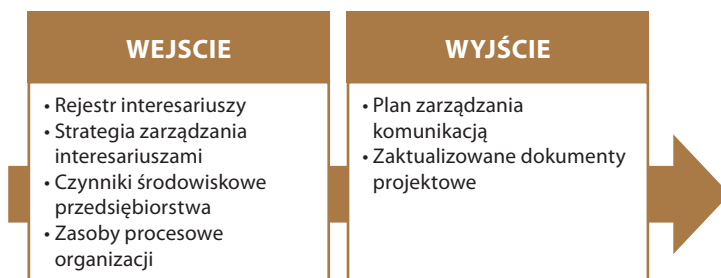 WEJSCIE
• Rejestr interesariuszy
• Strategia zarządzania
interesariuszami
• Czynniki środowiskowe
przedsiębiorstwa
• Zasoby procesowe
organizacji
WYJŚCIE
• Plan zarządzania
komunikacją
• Zaktualizowane dokumenty
projektowe